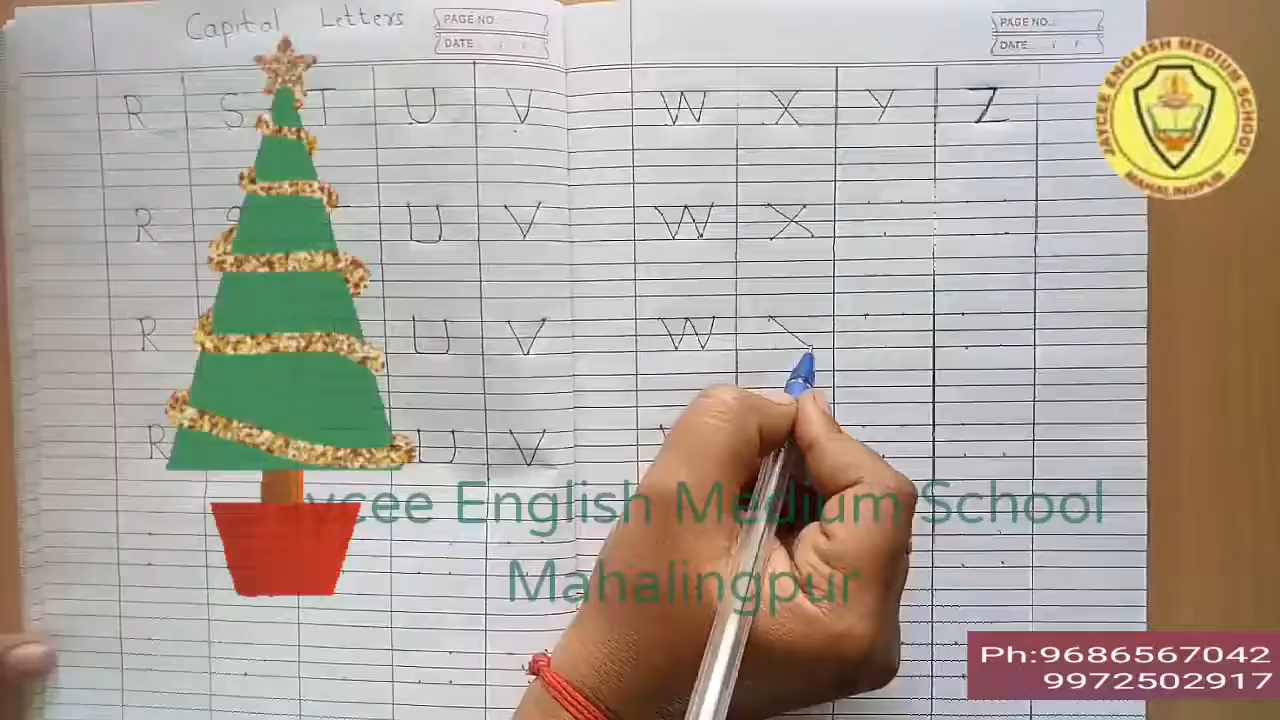 Capital Letters
PAGE NO.
DATE / /
PAGE NO.
DATE / /
R S T U V W X Y Z
R S U V W X
R U V W
R U V
Jaycee English Medium School
Mahalingpur
JAYCEE ENGLISH MEDIUM SCHOOL
MAHALINGPUR
Ph:9686567042
9972502917